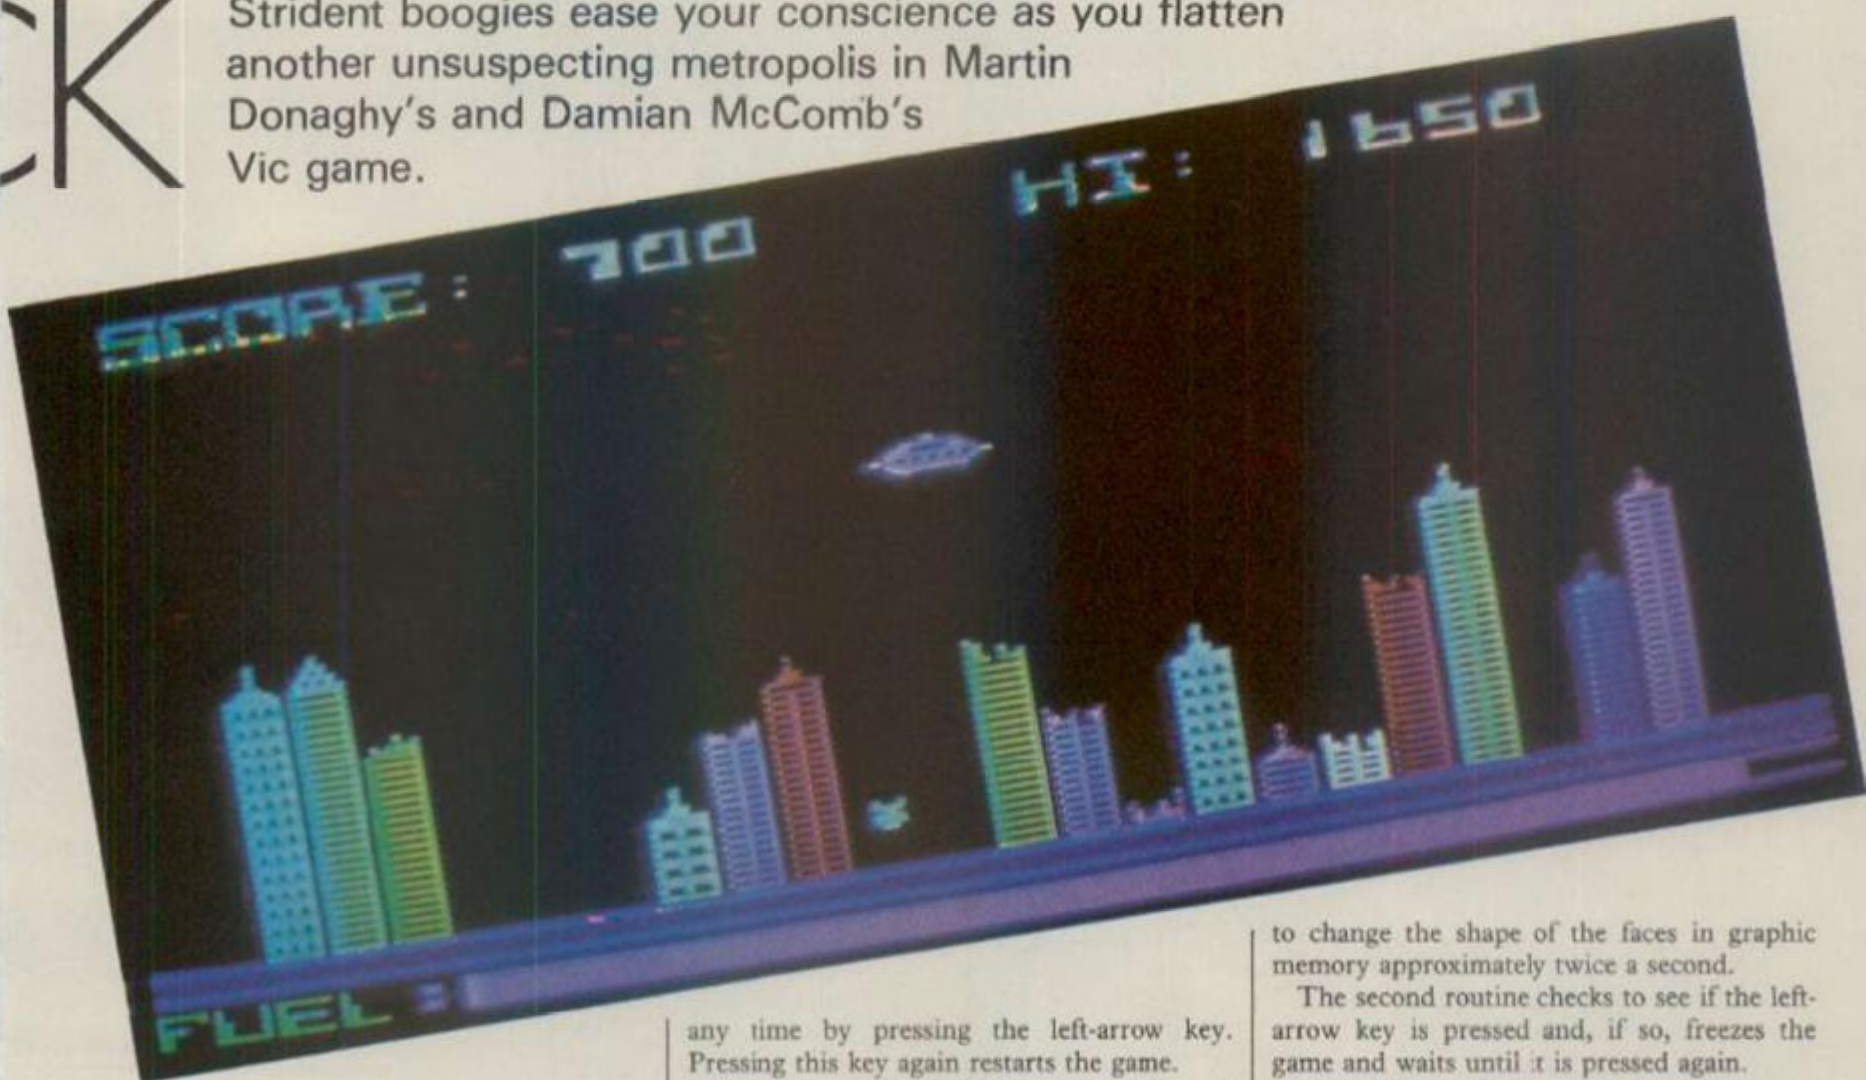 CK
Strident boogies ease your conscience as you flatten
another unsuspecting metropolis in Martin
Donaghy's and Damian McComb's
Vic game.
SCORE: 700 HI: 1650
FUEL:
any time by pressing the left-arrow key.
Pressing this key again restarts the game.
to change the shape of the faces in graphic
memory approximately twice a second.
The second routine checks to see if the left-
arrow key is pressed and, if so, freezes the
game and waits until it is pressed again.